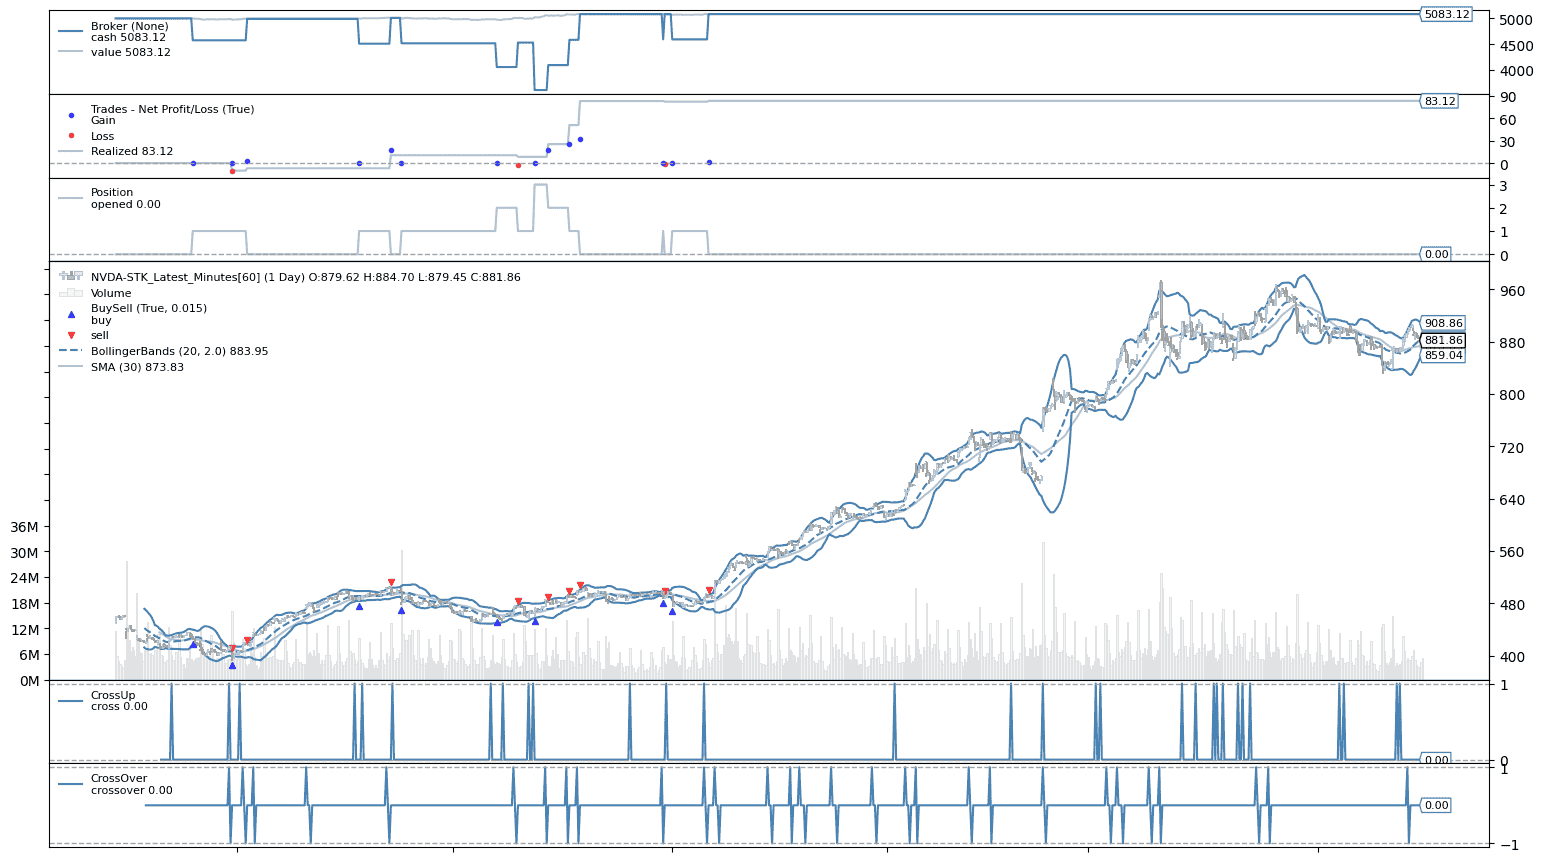 Broker (None)
cash 5083.12
value 5083.12
5083.12
5000
4500
4000
Trades - Net Profit/Loss (True)
Gain
Loss
Realized 83.12
83.12
90
60
30
0
Position
opened 0.00
0.00
3
2
1
0
NVDA-STK_Latest_Minutes[60] (1 Day) O:879.62 H:884.70 L:879.45 C:881.86
Volume
BuySell (True, 0.015)
buy
sell
BollingerBands (20, 2.0) 883.95
SMA (30) 873.83
908.86
881.86
859.04
960
880
800
720
640
560
480
400
36M
30M
24M
18M
12M
6M
0M
CrossUp
cross 0.00
0.00
1
0
CrossOver
crossover 0.00
0.00
1
−1